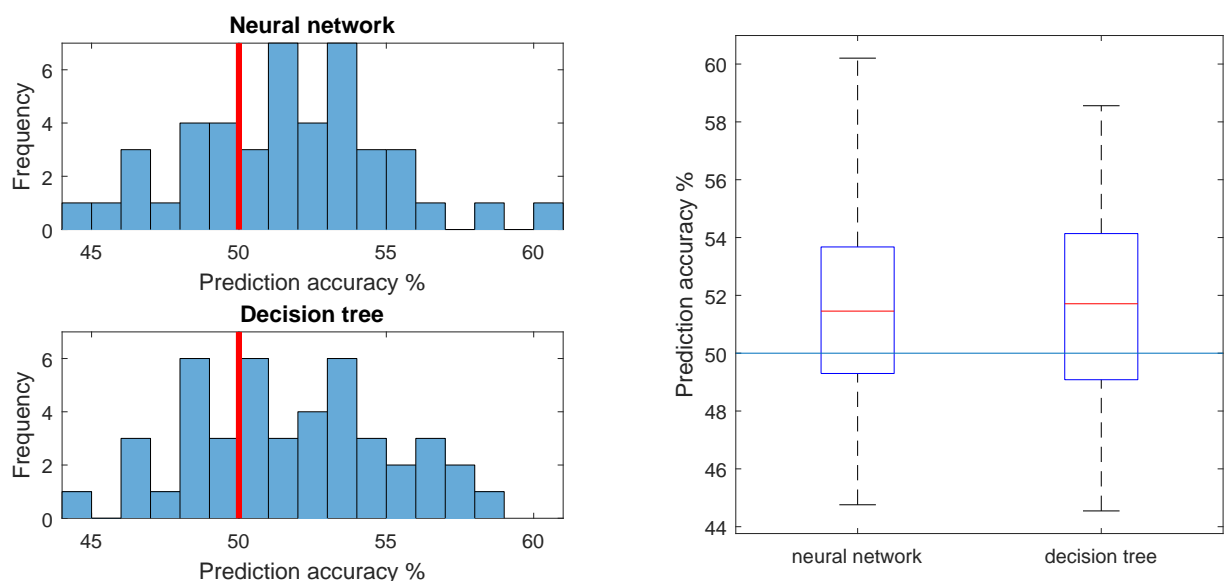 Neural network
6
4
2
0
Frequency
45 50 55 60
Prediction accuracy %
Decision tree
6
4
2
0
Frequency
45 50 55 60
Prediction accuracy %
60
58
56
54
52
50
48
46
44
Prediction accuracy %
neural network decision tree